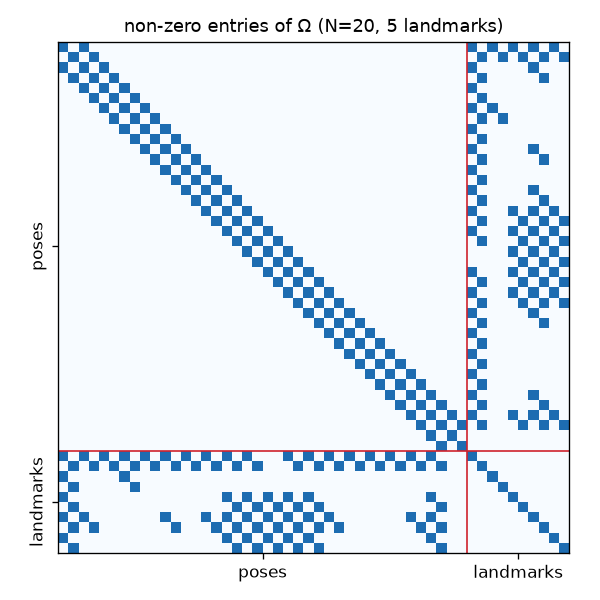 non-zero entries of Ω (N=20, 5 landmarks)
poses
landmarks
poses
landmarks